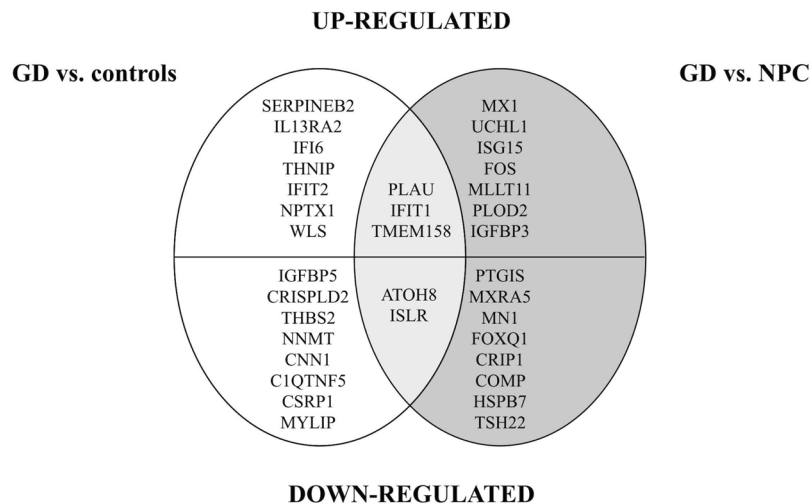 UP-REGULATED
GD vs. controls
GD vs. NPC
SERPINEB2
IL13RA2
IFI6
THNIP
IFIT2
NPTX1
WLS
PLAU
IFIT1
TMEM158
MX1
UCHL1
ISG15
FOS
MLLT11
PLOD2
IGFBP3
IGFBP5
CRISPLD2
THBS2
NNMT
CNN1
C1QTNF5
CSRP1
MYLIP
ATOH8
ISLR
PTGIS
MXRA5
MN1
FOXQ1
CRIP1
COMP
HSPB7
TSH22
DOWN-REGULATED